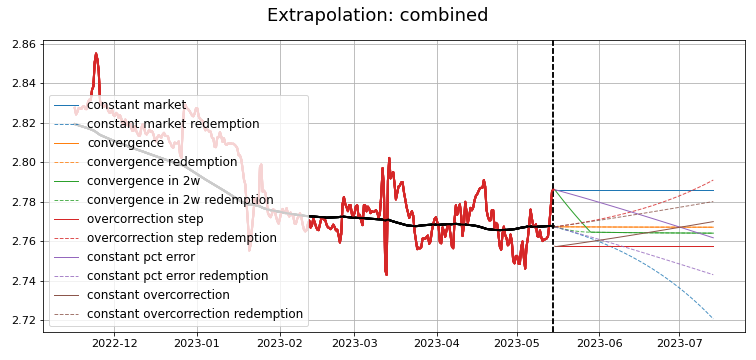 Extrapolation: combined
2.86
2.84
2.82
2.80
2.78
2.76
2.74
2.72
constant market
constant market redemption
convergence
convergence redemption
convergence in 2w
convergence in 2w redemption
overcorrection step
overcorrection step redemption
constant pct error
constant pct error redemption
constant overcorrection
constant overcorrection redemption
2022-12 2023-01 2023-02 2023-03 2023-04 2023-05 2023-06 2023-07